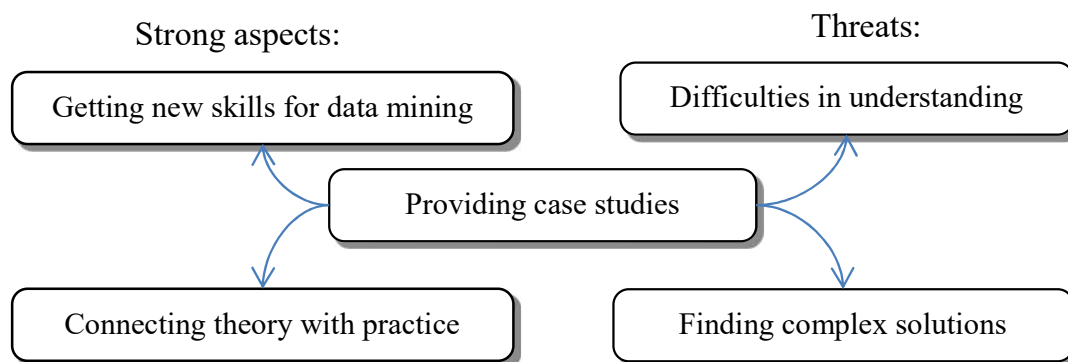 Strong aspects:
Threats:
Getting new skills for data mining
Difficulties in understanding
Providing case studies
Connecting theory with practice
Finding complex solutions